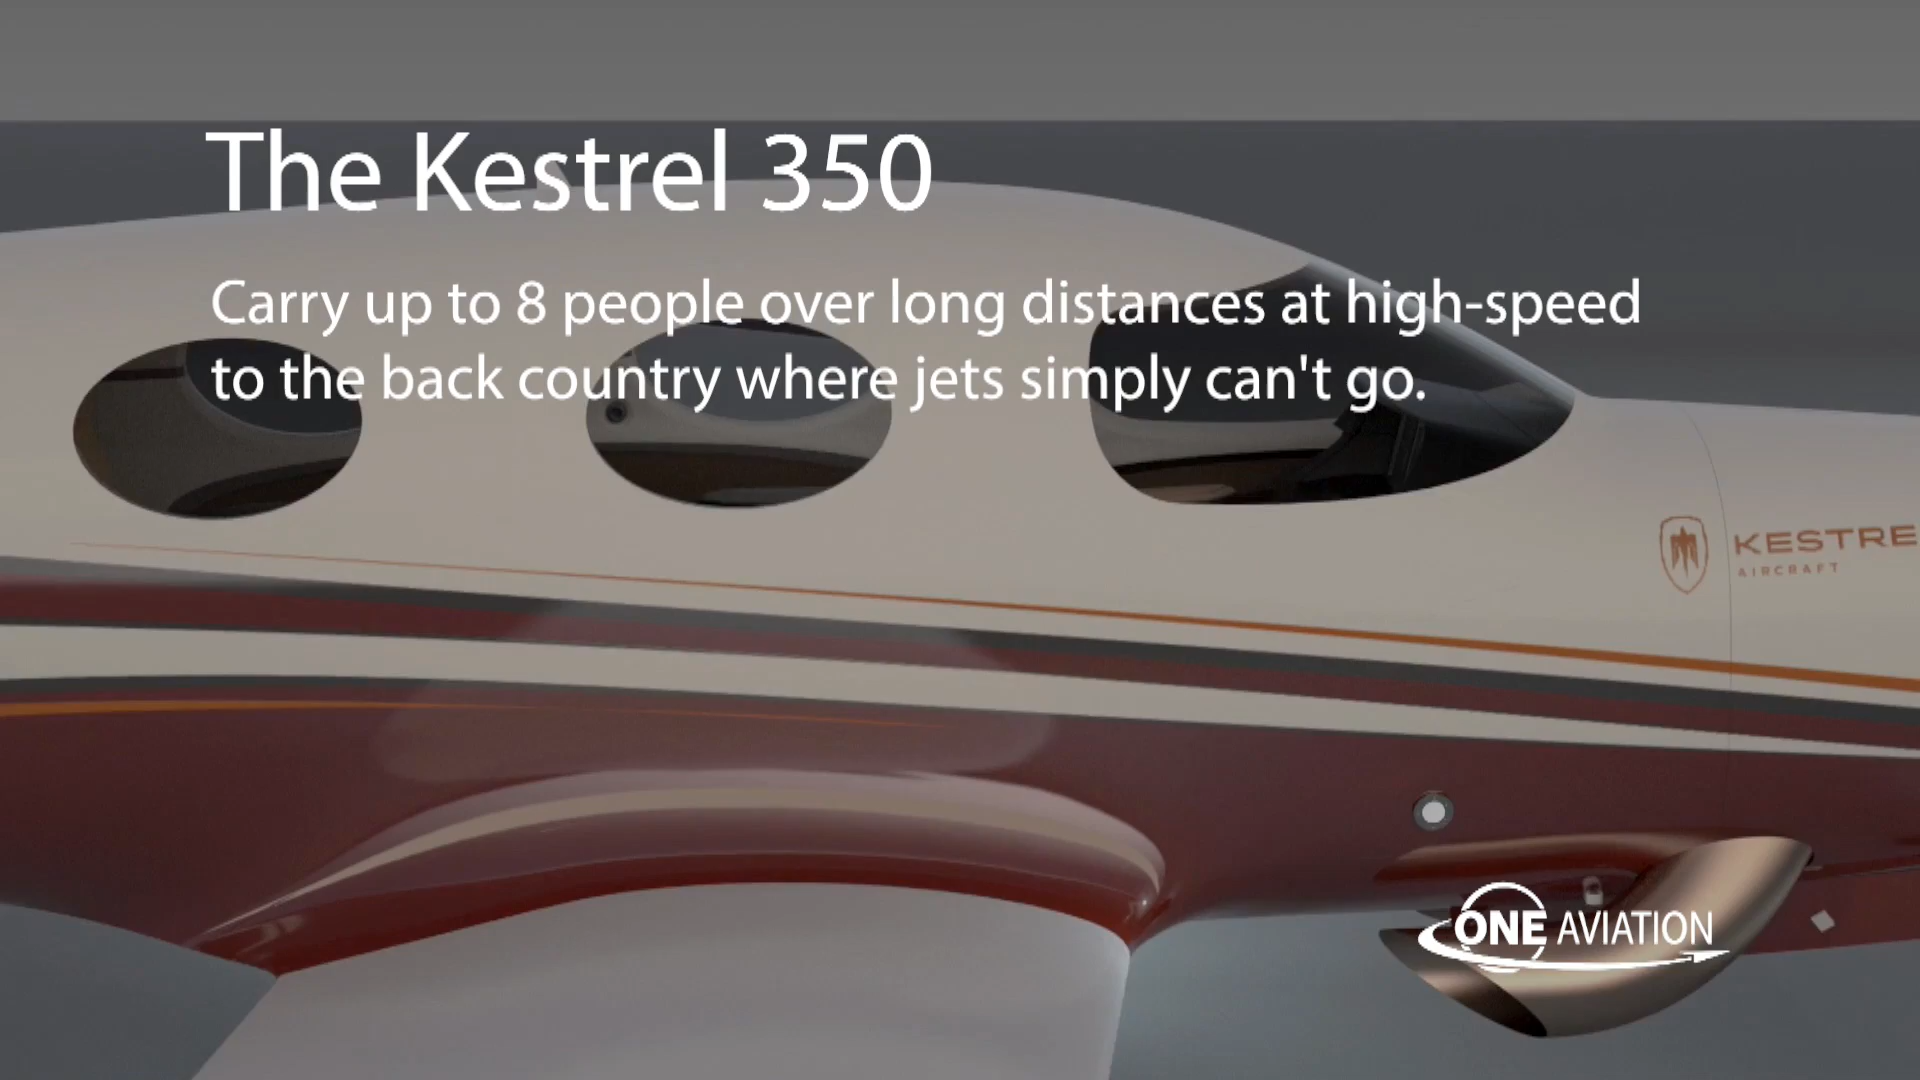 The Kestrel 350
Carry up to 8 people over long distances at high-speed
to the back country where jets simply can't go.
KESTRE
AIRCRAFT
ONE AVIATION